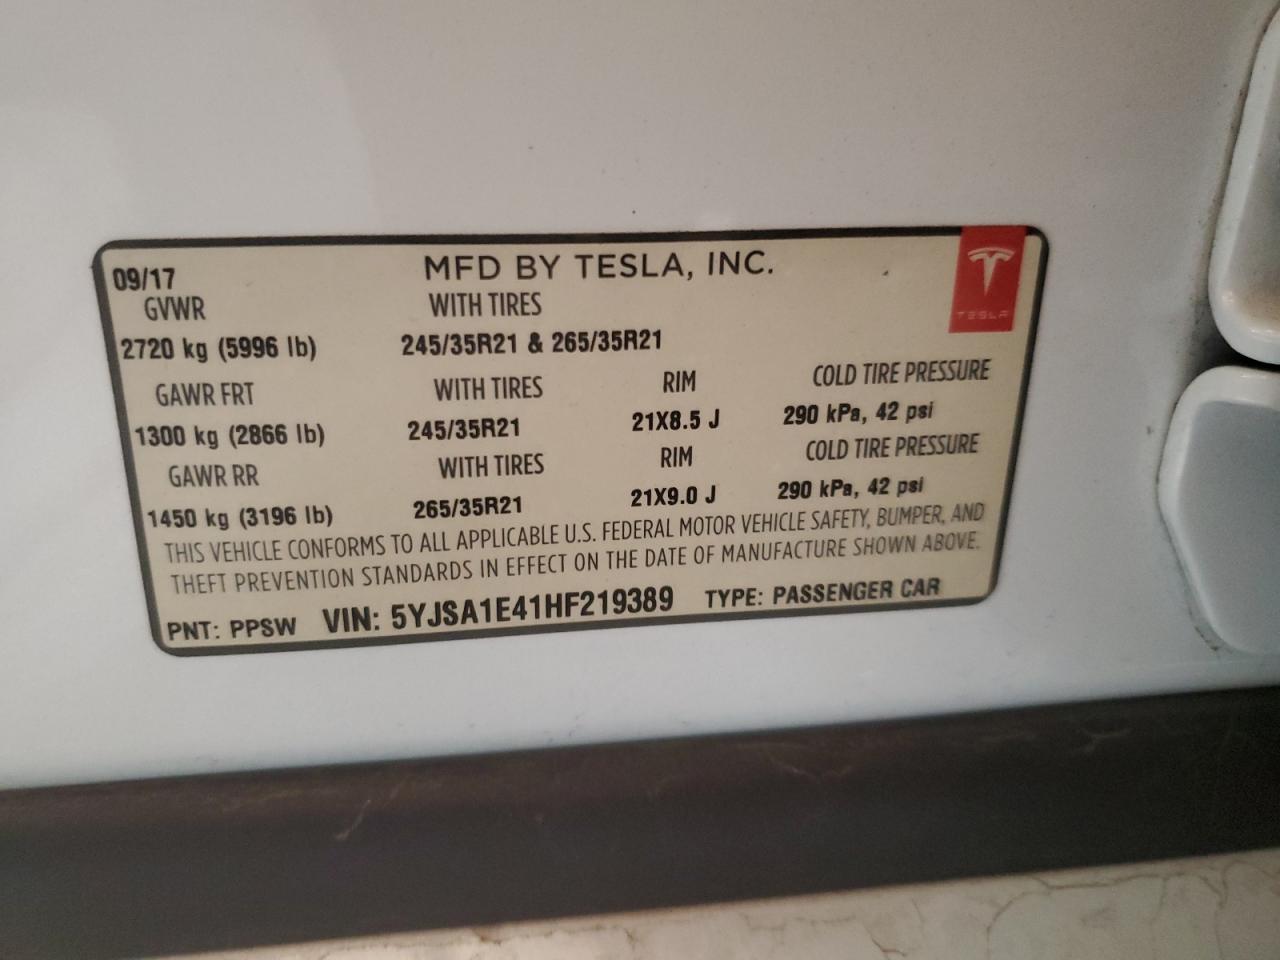 09/17 MFD BY TESLA, INC.
GVWR WITH TIRES
2720 kg (5996 lb) 245/35R21 & 265/35R21
GAWR FRT WITH TIRES RIM COLD TIRE PRESSURE
1300 kg (2866 lb) 245/35R21 21X8.5 J 290 kPa, 42 psi
GAWR RR WITH TIRES RIM COLD TIRE PRESSURE
1450 kg (3196 lb) 265/35R21 21X9.0 J 290 kPa, 42 psi
THIS VEHICLE CONFORMS TO ALL APPLICABLE U.S. FEDERAL MOTOR VEHICLE SAFETY, BUMPER, AND
THEFT PREVENTION STANDARDS IN EFFECT ON THE DATE OF MANUFACTURE SHOWN ABOVE.
PNT: PPSW VIN: 5YJSA1E41HF219389 TYPE: PASSENGER CAR
TESLA